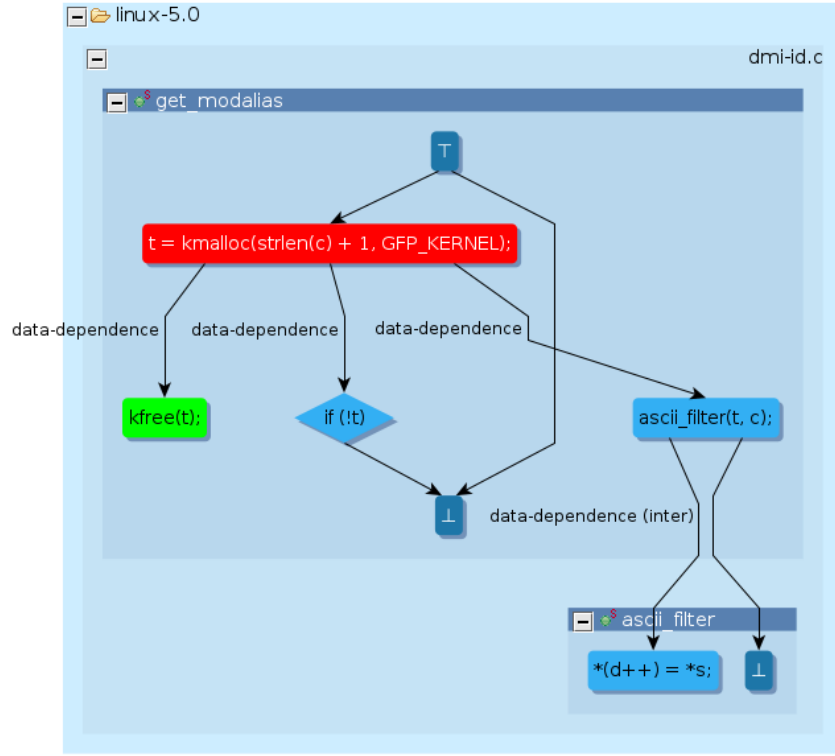 linux-5.0
dmi-id.c
get_modalias
⊤
t = kmalloc(strlen(c) + 1, GFP_KERNEL);
data-dependence
data-dependence
data-dependence
kfree(t);
if (!t)
ascii_filter(t, c);
⊥
data-dependence (inter)
ascii_filter
*(d++) = *s;
⊥